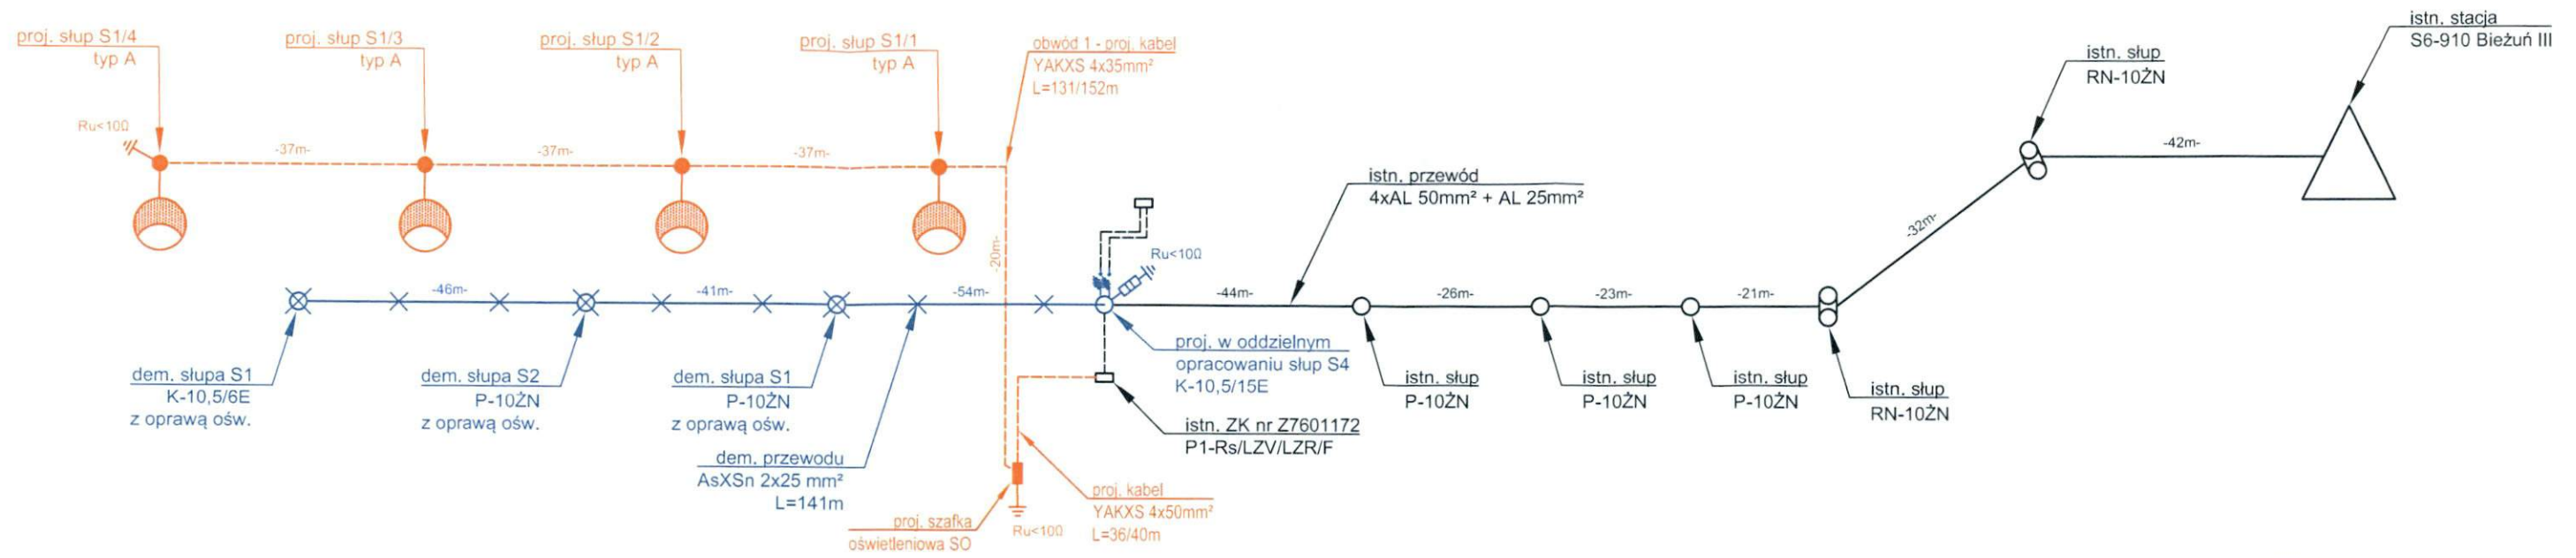 proj. słup S1/4
typ A
proj. słup S1/3
typ A
proj. słup S1/2
typ A
proj. słup S1/1
typ A
obwód 1 - proj. kabel
YAKXS 4x35mm²
L=131/152m
istn. słup
RN-10ŻN
istn. stacja
S6-910 Bieżuń III
Ru<10Ω
-37m-
-37m-
-37m-
-42m-
istn. przewód
4xAL 50mm² + AL 25mm²
-32m-
-20m-
Ru<10Ω
-46m-
-41m-
-54m-
-44m-
-26m-
-23m-
-21m-
dem. słupa S1
K-10,5/6E
z oprawą ośw.
dem. słupa S2
P-10ŻN
z oprawą ośw.
dem. słupa S1
P-10ŻN
z oprawą ośw.
proj. w oddzielnym
opracowaniu słup S4
K-10,5/15E
istn. słup
P-10ŻN
istn. słup
P-10ŻN
istn. słup
P-10ŻN
istn. słup
RN-10ŻN
istn. ZK nr Z7601172
P1-Rs/LZV/LZR/F
dem. przewodu
AsXSn 2x25 mm²
L=141m
proj. szafka
oświetleniowa SO
Ru<10Ω
proj. kabel
YAKXS 4x50mm²
L=36/40m